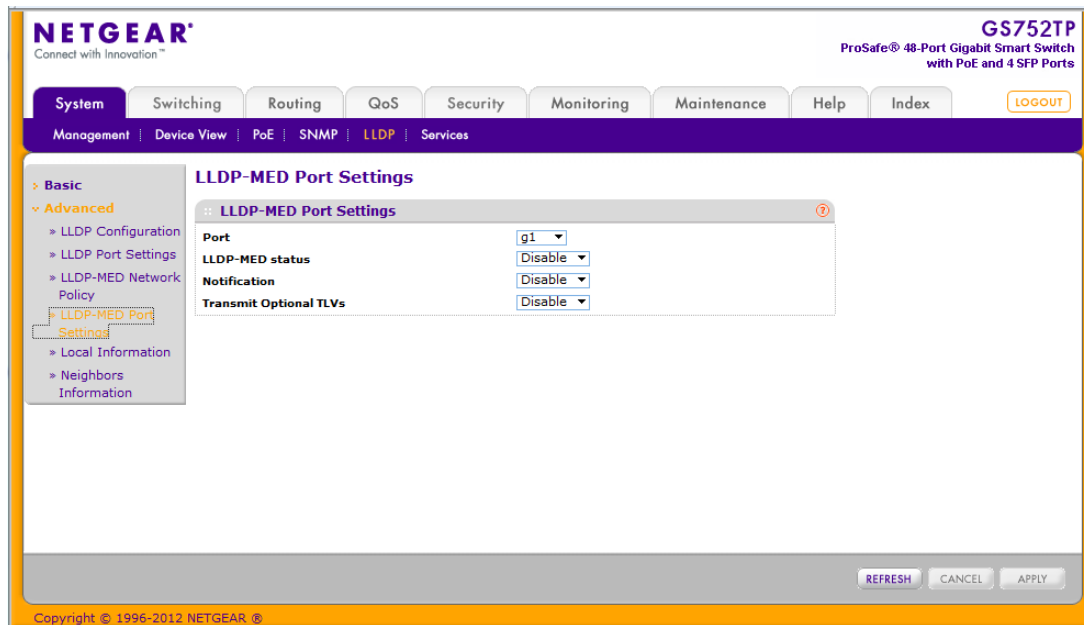 NETGEAR®
Connect with Innovation™
GS752TP
ProSafe® 48-Port Gigabit Smart Switch
with PoE and 4 SFP Ports
System Switching Routing QoS Security Monitoring Maintenance Help Index LOGOUT
Management | Device View | PoE | SNMP | LLDP | Services
Basic
Advanced
» LLDP Configuration
» LLDP Port Settings
» LLDP-MED Network
Policy
» LLDP-MED Port
Settings
» Local Information
» Neighbors
Information
LLDP-MED Port Settings
LLDP-MED Port Settings ?
Port g1
LLDP-MED status Disable
Notification Disable
Transmit Optional TLVs Disable
REFRESH CANCEL APPLY
Copyright © 1996-2012 NETGEAR ®